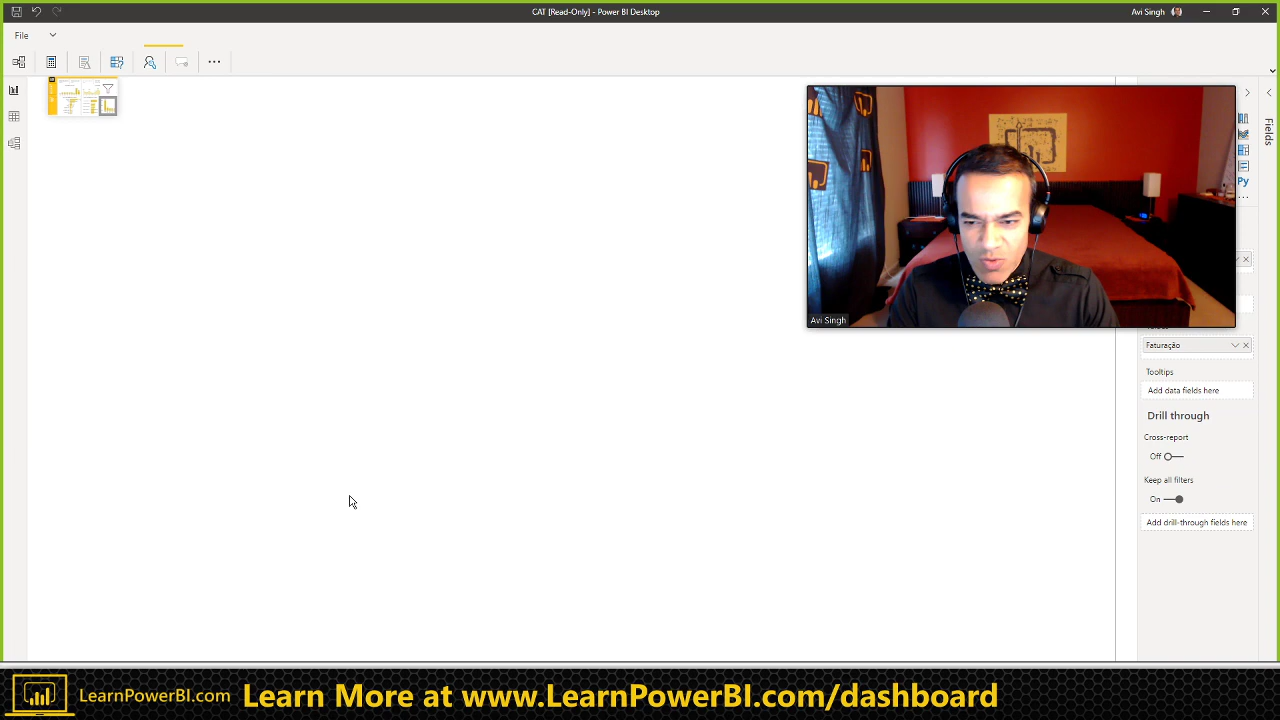 CAT [Read-Only] - Power BI Desktop
Avi Singh
File
Fields
Py
Avi Singh
Faturação
Tooltips
Add data fields here
Drill through
Cross-report
Off
Keep all filters
On
Add drill-through fields here
LearnPowerBI.com
Learn More at www.LearnPowerBI.com/dashboard